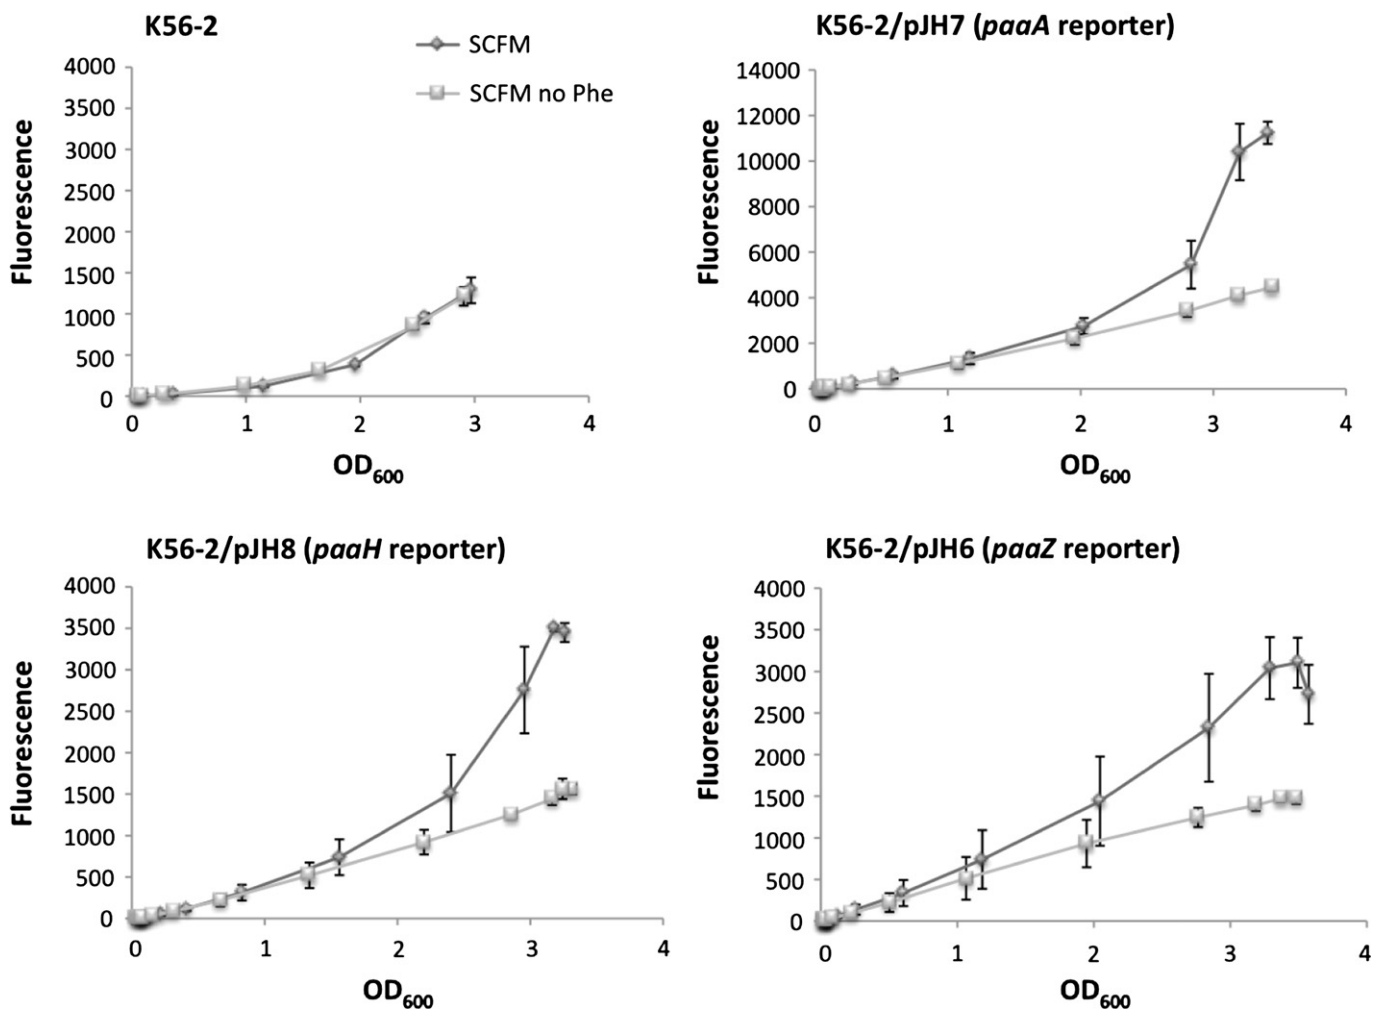 K56-2
SCFM
SCFM no Phe
4000
3500
3000
2500
2000
1500
1000
500
0
Fluorescence
0 1 2 3 4
OD600
K56-2/pJH7 (paaA reporter)
14000
12000
10000
8000
6000
4000
2000
0
Fluorescence
0 1 2 3 4
OD600
K56-2/pJH8 (paaH reporter)
4000
3500
3000
2500
2000
1500
1000
500
0
Fluorescence
0 1 2 3 4
OD600
K56-2/pJH6 (paaZ reporter)
4000
3500
3000
2500
2000
1500
1000
500
0
Fluorescence
0 1 2 3 4
OD600